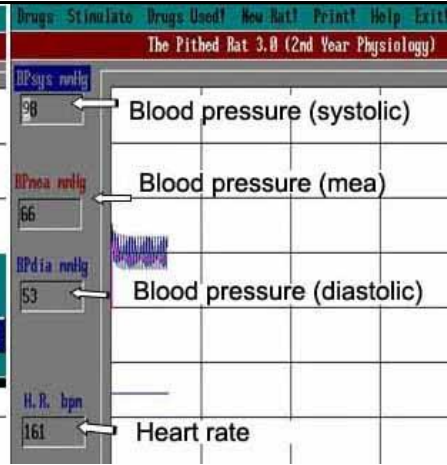 Drugs Stimulate Drugs Used? New Rat! Print? Help Exit!
The Pithed Rat 3.0 (2nd Year Physiology)
BPsys mmHg
98
Blood pressure (systolic)
BPmea mmHg
Blood pressure (mea)
66
BPdia mmHg
53
Blood pressure (diastolic)
H.R. bpm
161
Heart rate